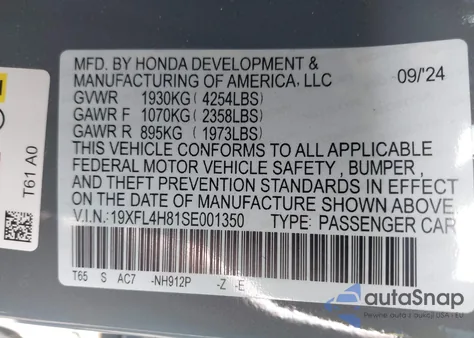 MFD. BY HONDA DEVELOPMENT &
MANUFACTURING OF AMERICA, LLC 09/'24
GVWR 1930KG (4254LBS)
GAWR F 1070KG (2358LBS)
GAWR R 895KG (1973LBS)
THIS VEHICLE CONFORMS TO ALL APPLICABLE
FEDERAL MOTOR VEHICLE SAFETY, BUMPER,
AND THEFT PREVENTION STANDARDS IN EFFECT
ON THE DATE OF MANUFACTURE SHOWN ABOVE.
V.I.N.: 19XFL4H81SE001350 TYPE: PASSENGER CAR
T65 S AC7 -NH912P -Z -E
T61 A0
autoSnap